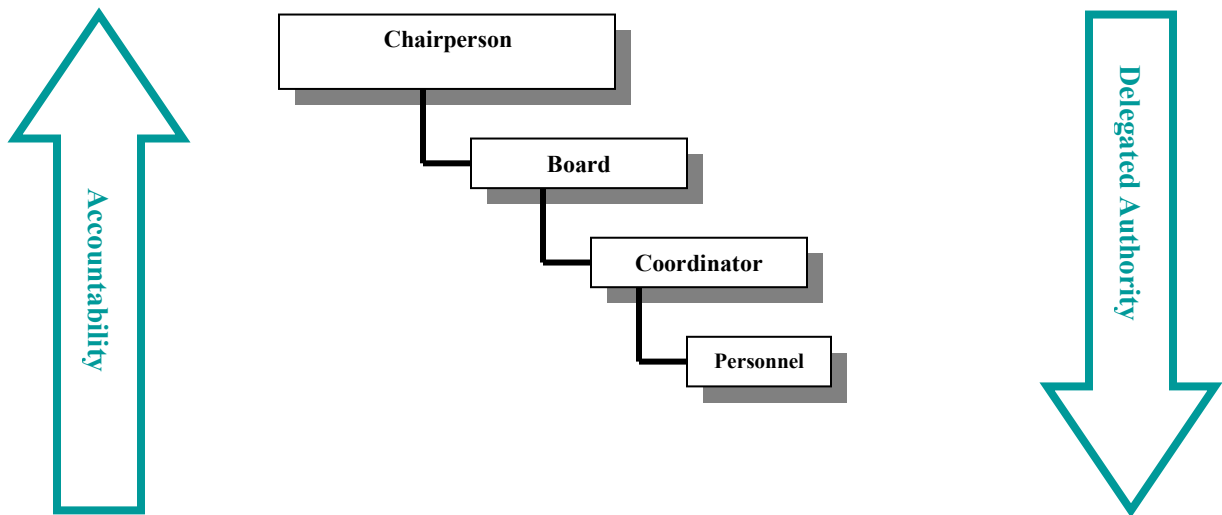 Chairperson
Board
Coordinator
Personnel
Accountability
Delegated Authority